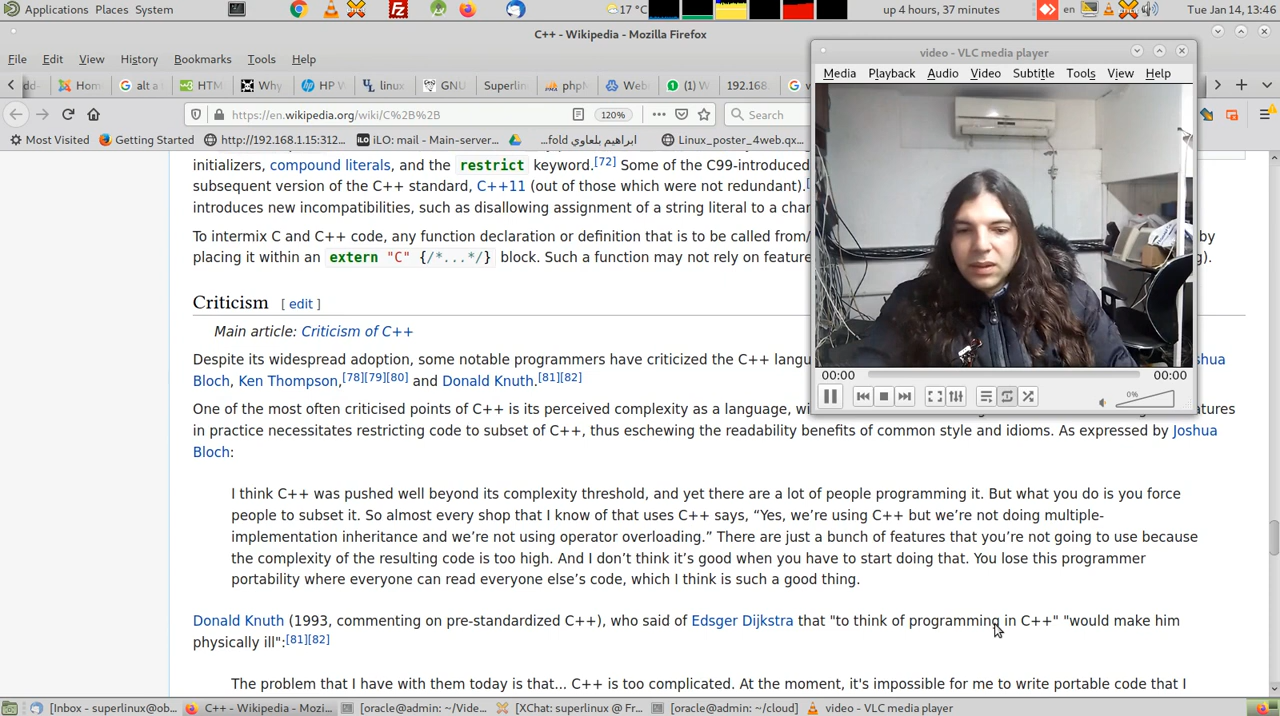 Applications Places System
17 °C
up 4 hours, 37 minutes
en
Tue Jan 14, 13:46
C++ - Wikipedia - Mozilla Firefox
File Edit View History Bookmarks Tools Help
Hom
alt a
HTM
Why
HP W
linux
GNU
Superlin
php
Web
(1) W
192.168.
https://en.wikipedia.org/wiki/C%2B%2B
120%
Search
Most Visited
Getting Started
http://192.168.1.15:31...
iLO: mail - Main-server...
ابراهيم بلعاوي fold...
Linux_poster_4web.qx...
initializers, compound literals, and the restrict keyword.[72] Some of the C99-introduced
subsequent version of the C++ standard, C++11 (out of those which were not redundant).
introduces new incompatibilities, such as disallowing assignment of a string literal to a char
To intermix C and C++ code, any function declaration or definition that is to be called from/
by
placing it within an extern "C" {/*...*/} block. Such a function may not rely on feature
).
Criticism [ edit ]
Main article: Criticism of C++
Despite its widespread adoption, some notable programmers have criticized the C++ langu
shua
Bloch, Ken Thompson,[78][79][80] and Donald Knuth.[81][82]
One of the most often criticised points of C++ is its perceived complexity as a language, wi
atures
in practice necessitates restricting code to subset of C++, thus eschewing the readability benefits of common style and idioms. As expressed by Joshua
Bloch:
I think C++ was pushed well beyond its complexity threshold, and yet there are a lot of people programming it. But what you do is you force
people to subset it. So almost every shop that I know of that uses C++ says, “Yes, we’re using C++ but we’re not doing multiple-
implementation inheritance and we’re not using operator overloading.” There are just a bunch of features that you’re not going to use because
the complexity of the resulting code is too high. And I don’t think it’s good when you have to start doing that. You lose this programmer
portability where everyone can read everyone else’s code, which I think is such a good thing.
Donald Knuth (1993, commenting on pre-standardized C++), who said of Edsger Dijkstra that "to think of programming in C++" "would make him
physically ill":[81][82]
The problem that I have with them today is that... C++ is too complicated. At the moment, it's impossible for me to write portable code that I
video - VLC media player
Media Playback Audio Video Subtitle Tools View Help
00:00
00:00
0%
[Inbox - superlinux@ob...
C++ - Wikipedia - Mozi...
[oracle@admin: ~/Vide...
[XChat: superlinux @ Fr...
[oracle@admin: ~/cloud]
video - VLC media player